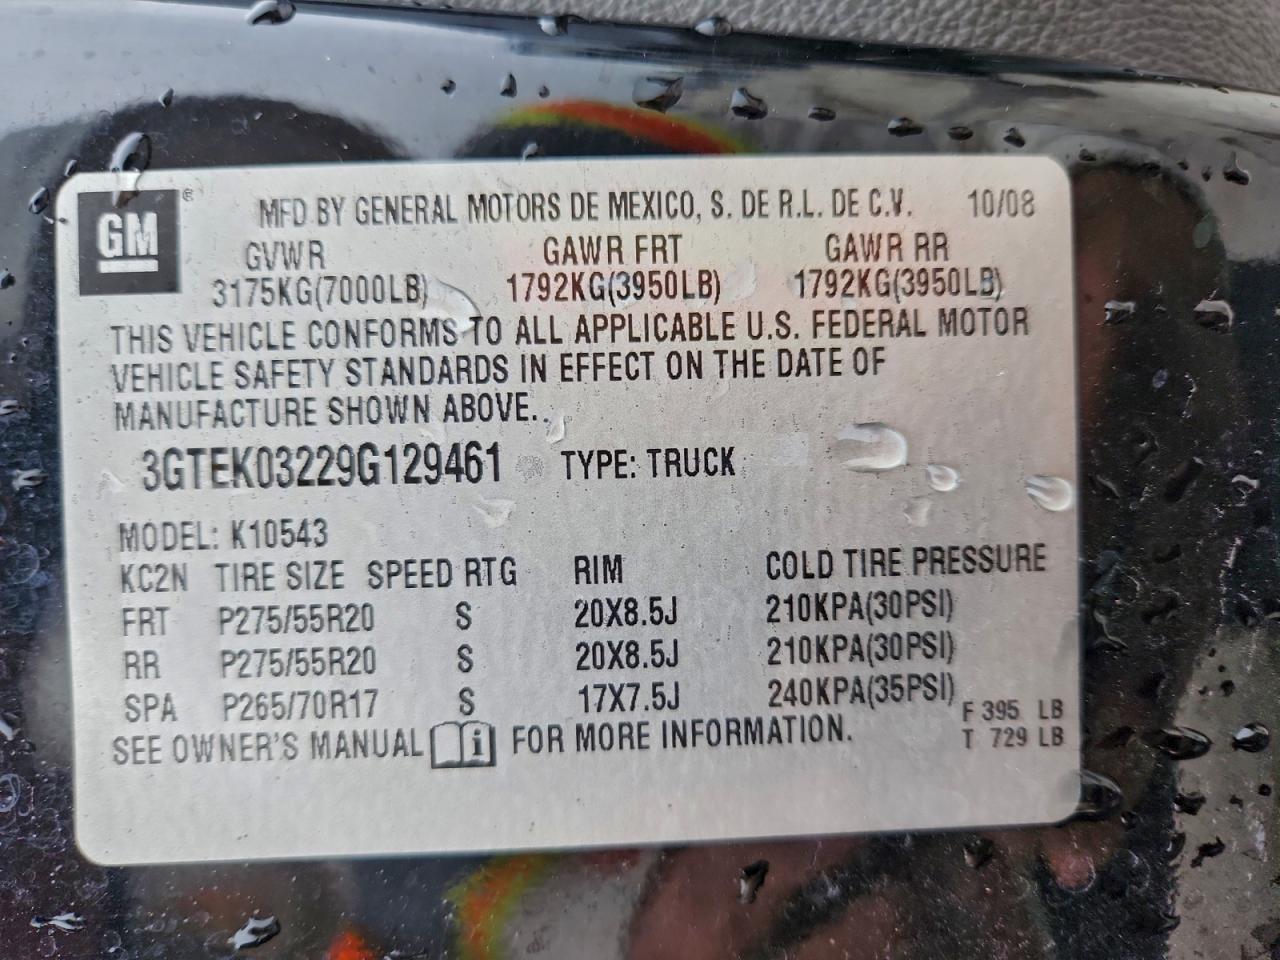 GM ®
MFD BY GENERAL MOTORS DE MEXICO, S. DE R.L. DE C.V. 10/08
GVWR GAWR FRT GAWR RR
3175KG(7000LB) 1792KG(3950LB) 1792KG(3950LB)
THIS VEHICLE CONFORMS TO ALL APPLICABLE U.S. FEDERAL MOTOR
VEHICLE SAFETY STANDARDS IN EFFECT ON THE DATE OF
MANUFACTURE SHOWN ABOVE.
3GTEK03229G129461 TYPE: TRUCK
MODEL: K10543
KC2N TIRE SIZE SPEED RTG RIM COLD TIRE PRESSURE
FRT P275/55R20 S 20X8.5J 210KPA(30PSI)
RR P275/55R20 S 20X8.5J 210KPA(30PSI)
SPA P265/70R17 S 17X7.5J 240KPA(35PSI)
F 395 LB
SEE OWNER'S MANUAL i FOR MORE INFORMATION. T 729 LB